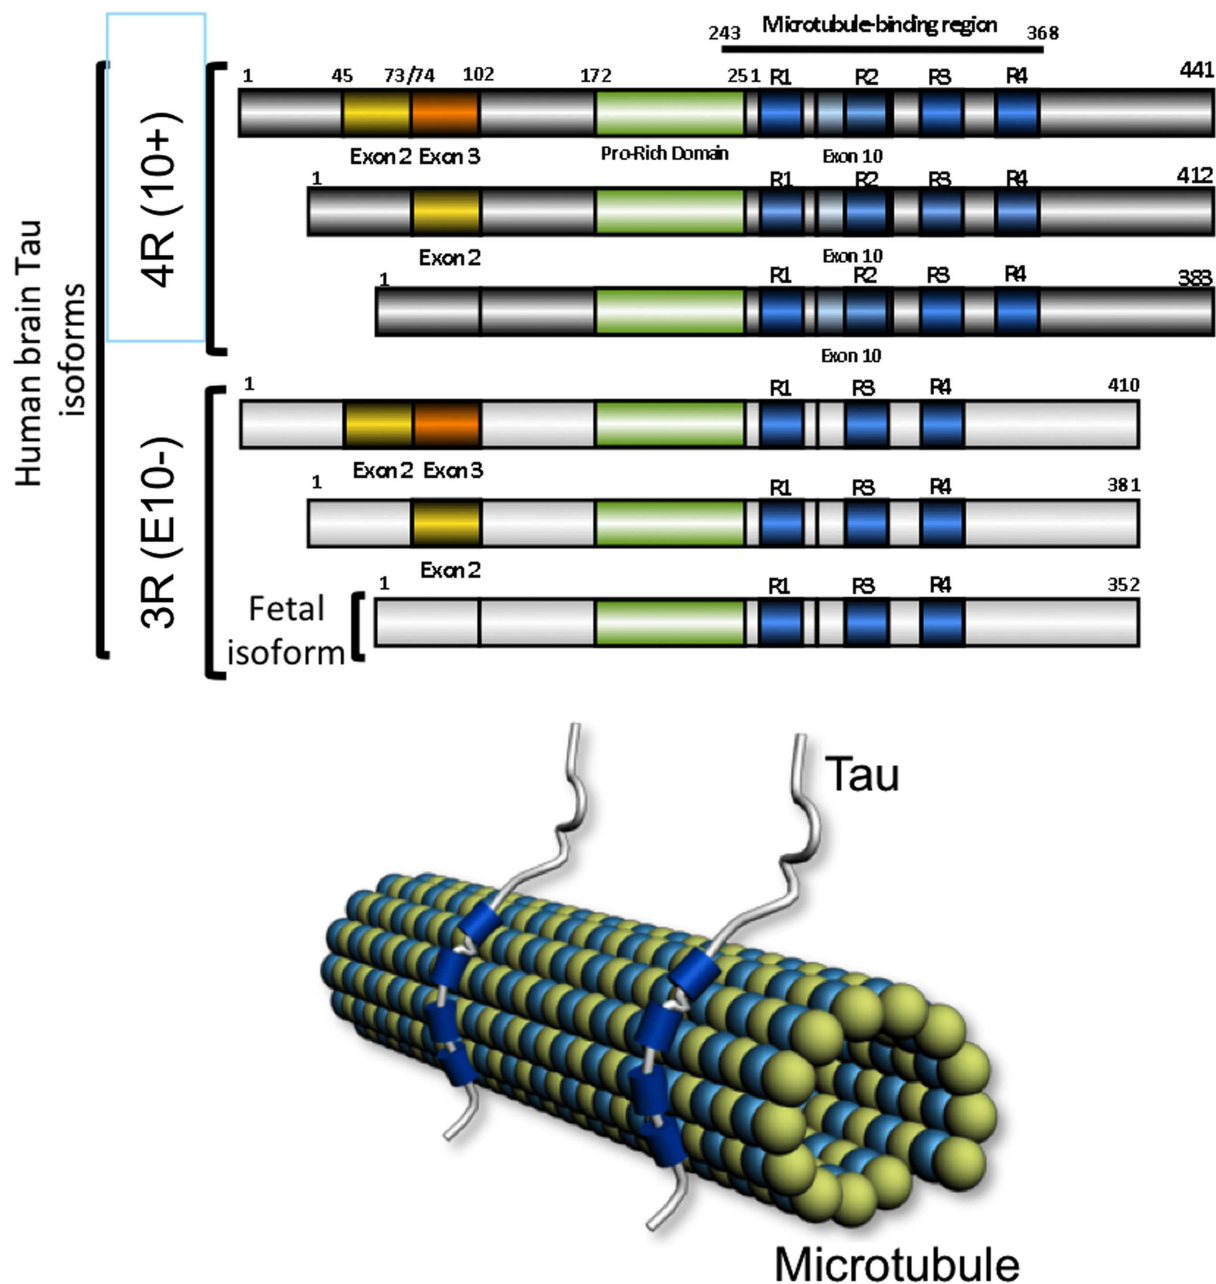 Microtubule-binding region
243 368
1 45 73/74 102 172 251 R1 R2 R3 R4 441
Exon 2 Exon 3 Pro-Rich Domain Exon 10
1 R1 R2 R3 R4 412
Exon 2 Exon 10
1 R1 R2 R3 R4 383
Exon 10
4R (10+)
Human brain Tau
isoforms
1 R1 R3 R4 410
Exon 2 Exon 3
1 R1 R3 R4 381
Exon 2
3R (E10-)
1 R1 R3 R4 352
Fetal
isoform
Tau
Microtubule